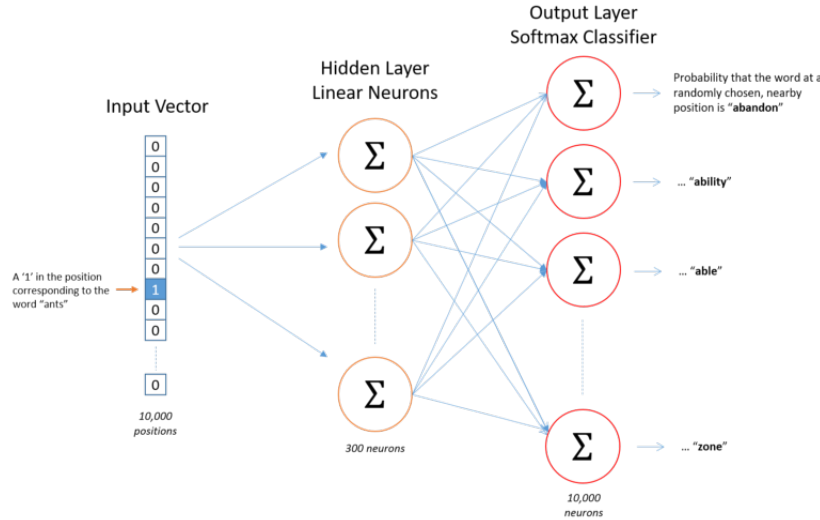 Output Layer
Softmax Classifier
Hidden Layer
Linear Neurons
Input Vector
0
0
0
0
0
0
0
1
0
0
0
A ‘1’ in the position
corresponding to the
word “ants”
10,000
positions
Σ
Σ
Σ
300 neurons
Σ
Σ
Σ
Σ
10,000
neurons
Probability that the word at a
randomly chosen, nearby
position is “abandon”
... “ability”
... “able”
... “zone”